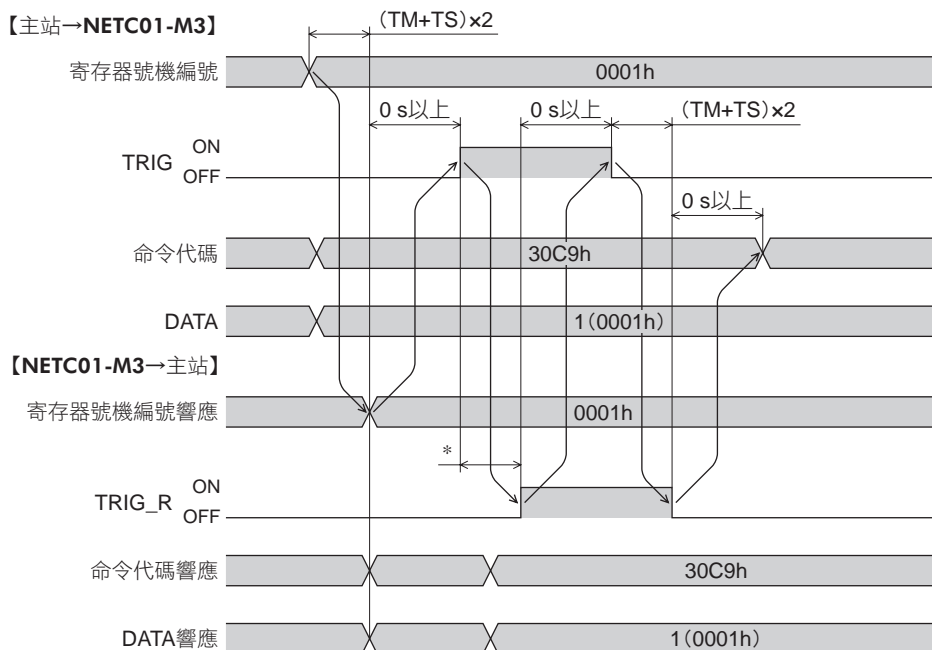 【主站→NETC01-M3】
(TM+TS)×2
寄存器號機編號
0001h
0 s以上
0 s以上
(TM+TS)×2
TRIG
ON
OFF
0 s以上
命令代碼
30C9h
DATA
1(0001h)
【NETC01-M3→主站】
寄存器號機編號響應
0001h
*
TRIG_R
ON
OFF
命令代碼響應
30C9h
DATA響應
1(0001h)